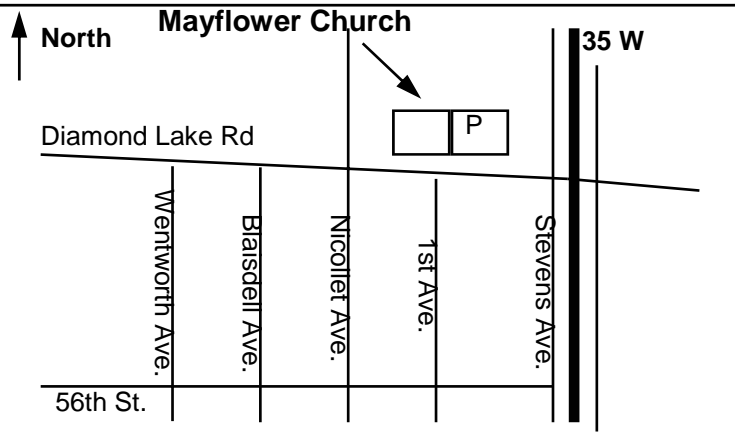 Mayflower Church
North
35 W
P
Diamond Lake Rd
Wentworth Ave.
Blaisdell Ave.
Nicollet Ave.
1st Ave.
Stevens Ave.
56th St.